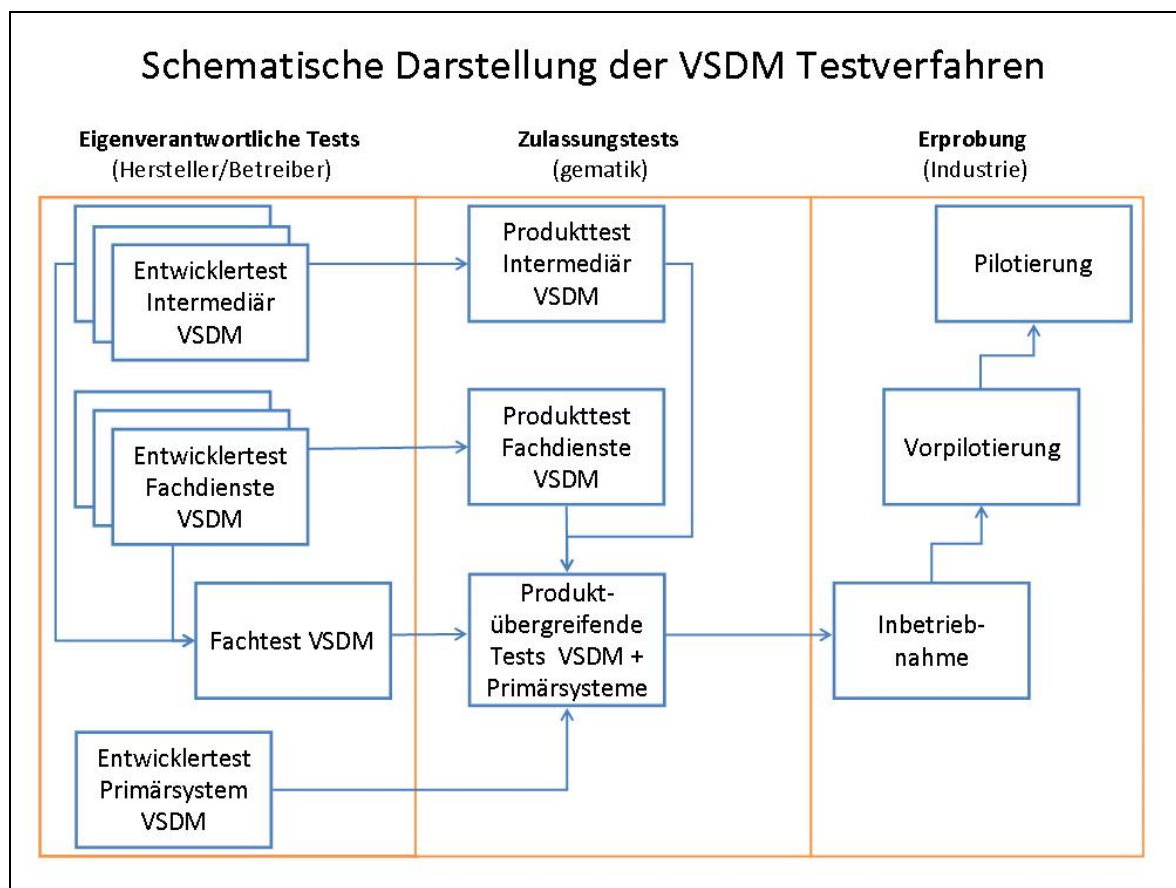 Schematische Darstellung der VSDM Testverfahren
Eigenverantwortliche Tests
(Hersteller/Betreiber)
Zulassungstests
(gematik)
Erprobung
(Industrie)
Entwicklertest
Intermediär
VSDM
Produkttest
Intermediär
VSDM
Pilotierung
Entwicklertest
Fachdienste
VSDM
Produkttest
Fachdienste
VSDM
Vorpilotierung
Fachtest VSDM
Produkt-
übergreifende
Tests VSDM +
Primärsysteme
Inbetrieb-
nahme
Entwicklertest
Primärsystem
VSDM